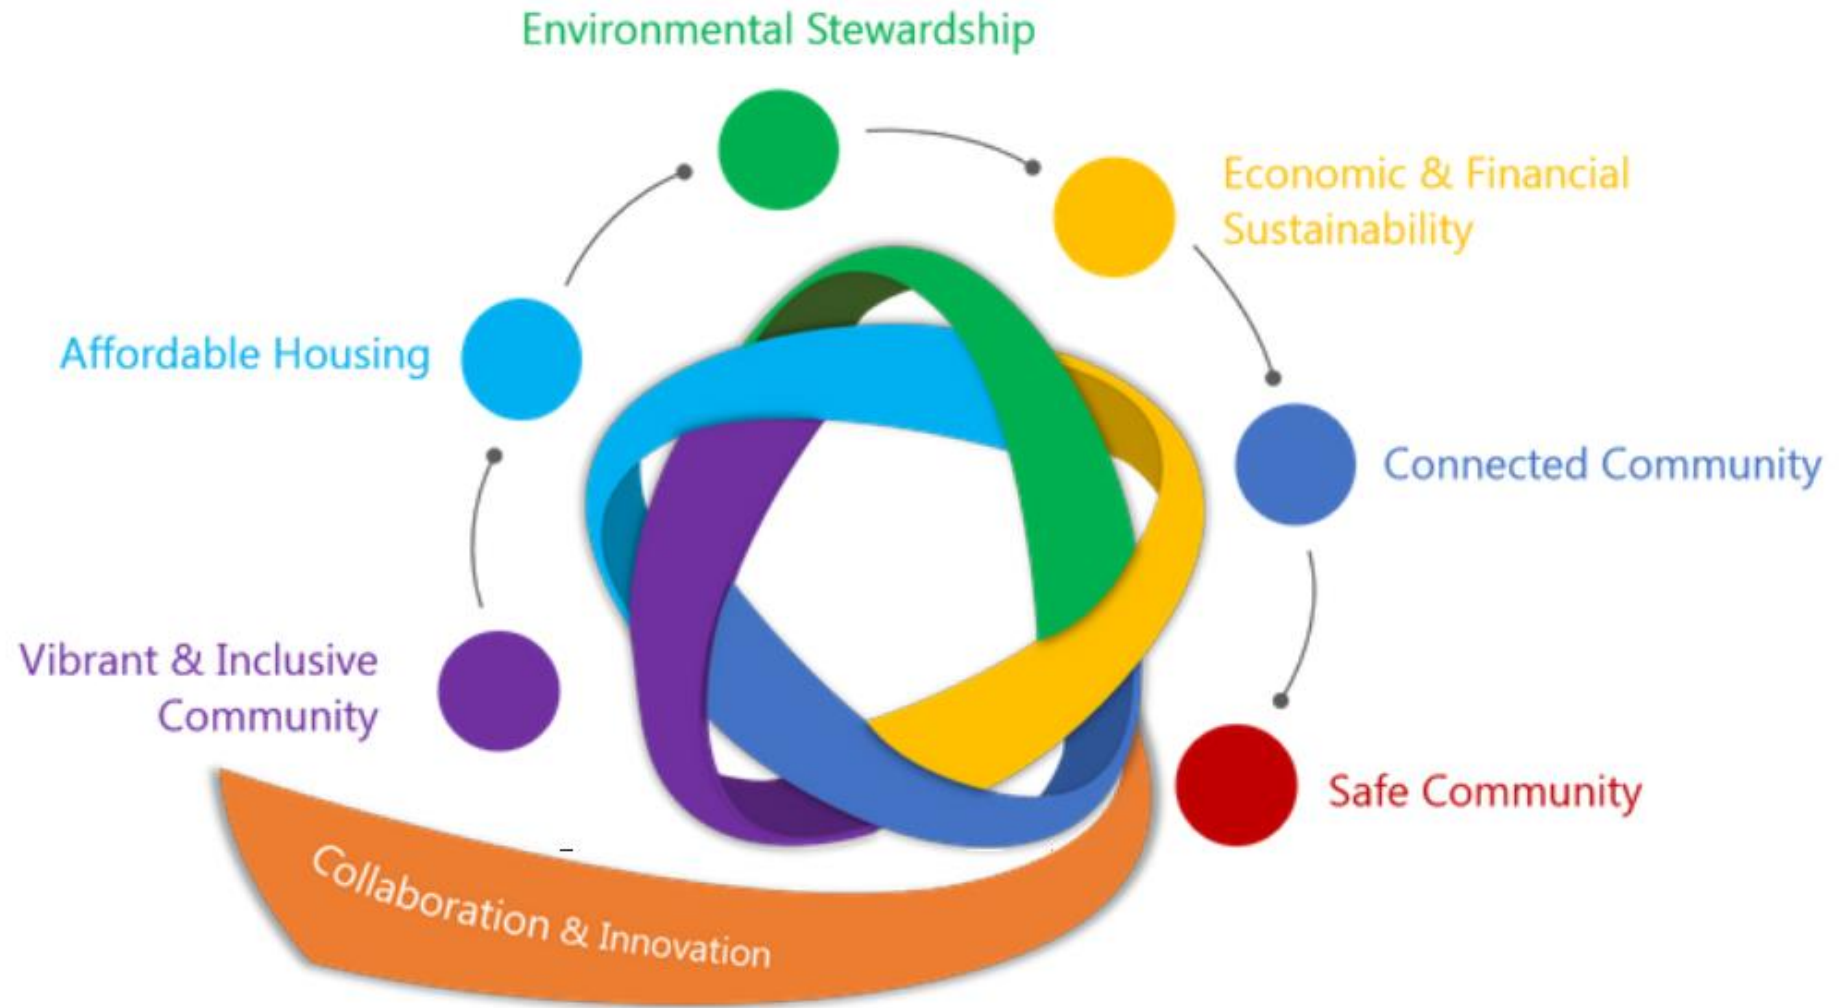 Environmental Stewardship
Economic & Financial
Sustainability
Affordable Housing
Connected Community
Vibrant & Inclusive
Community
Safe Community
Collaboration & Innovation